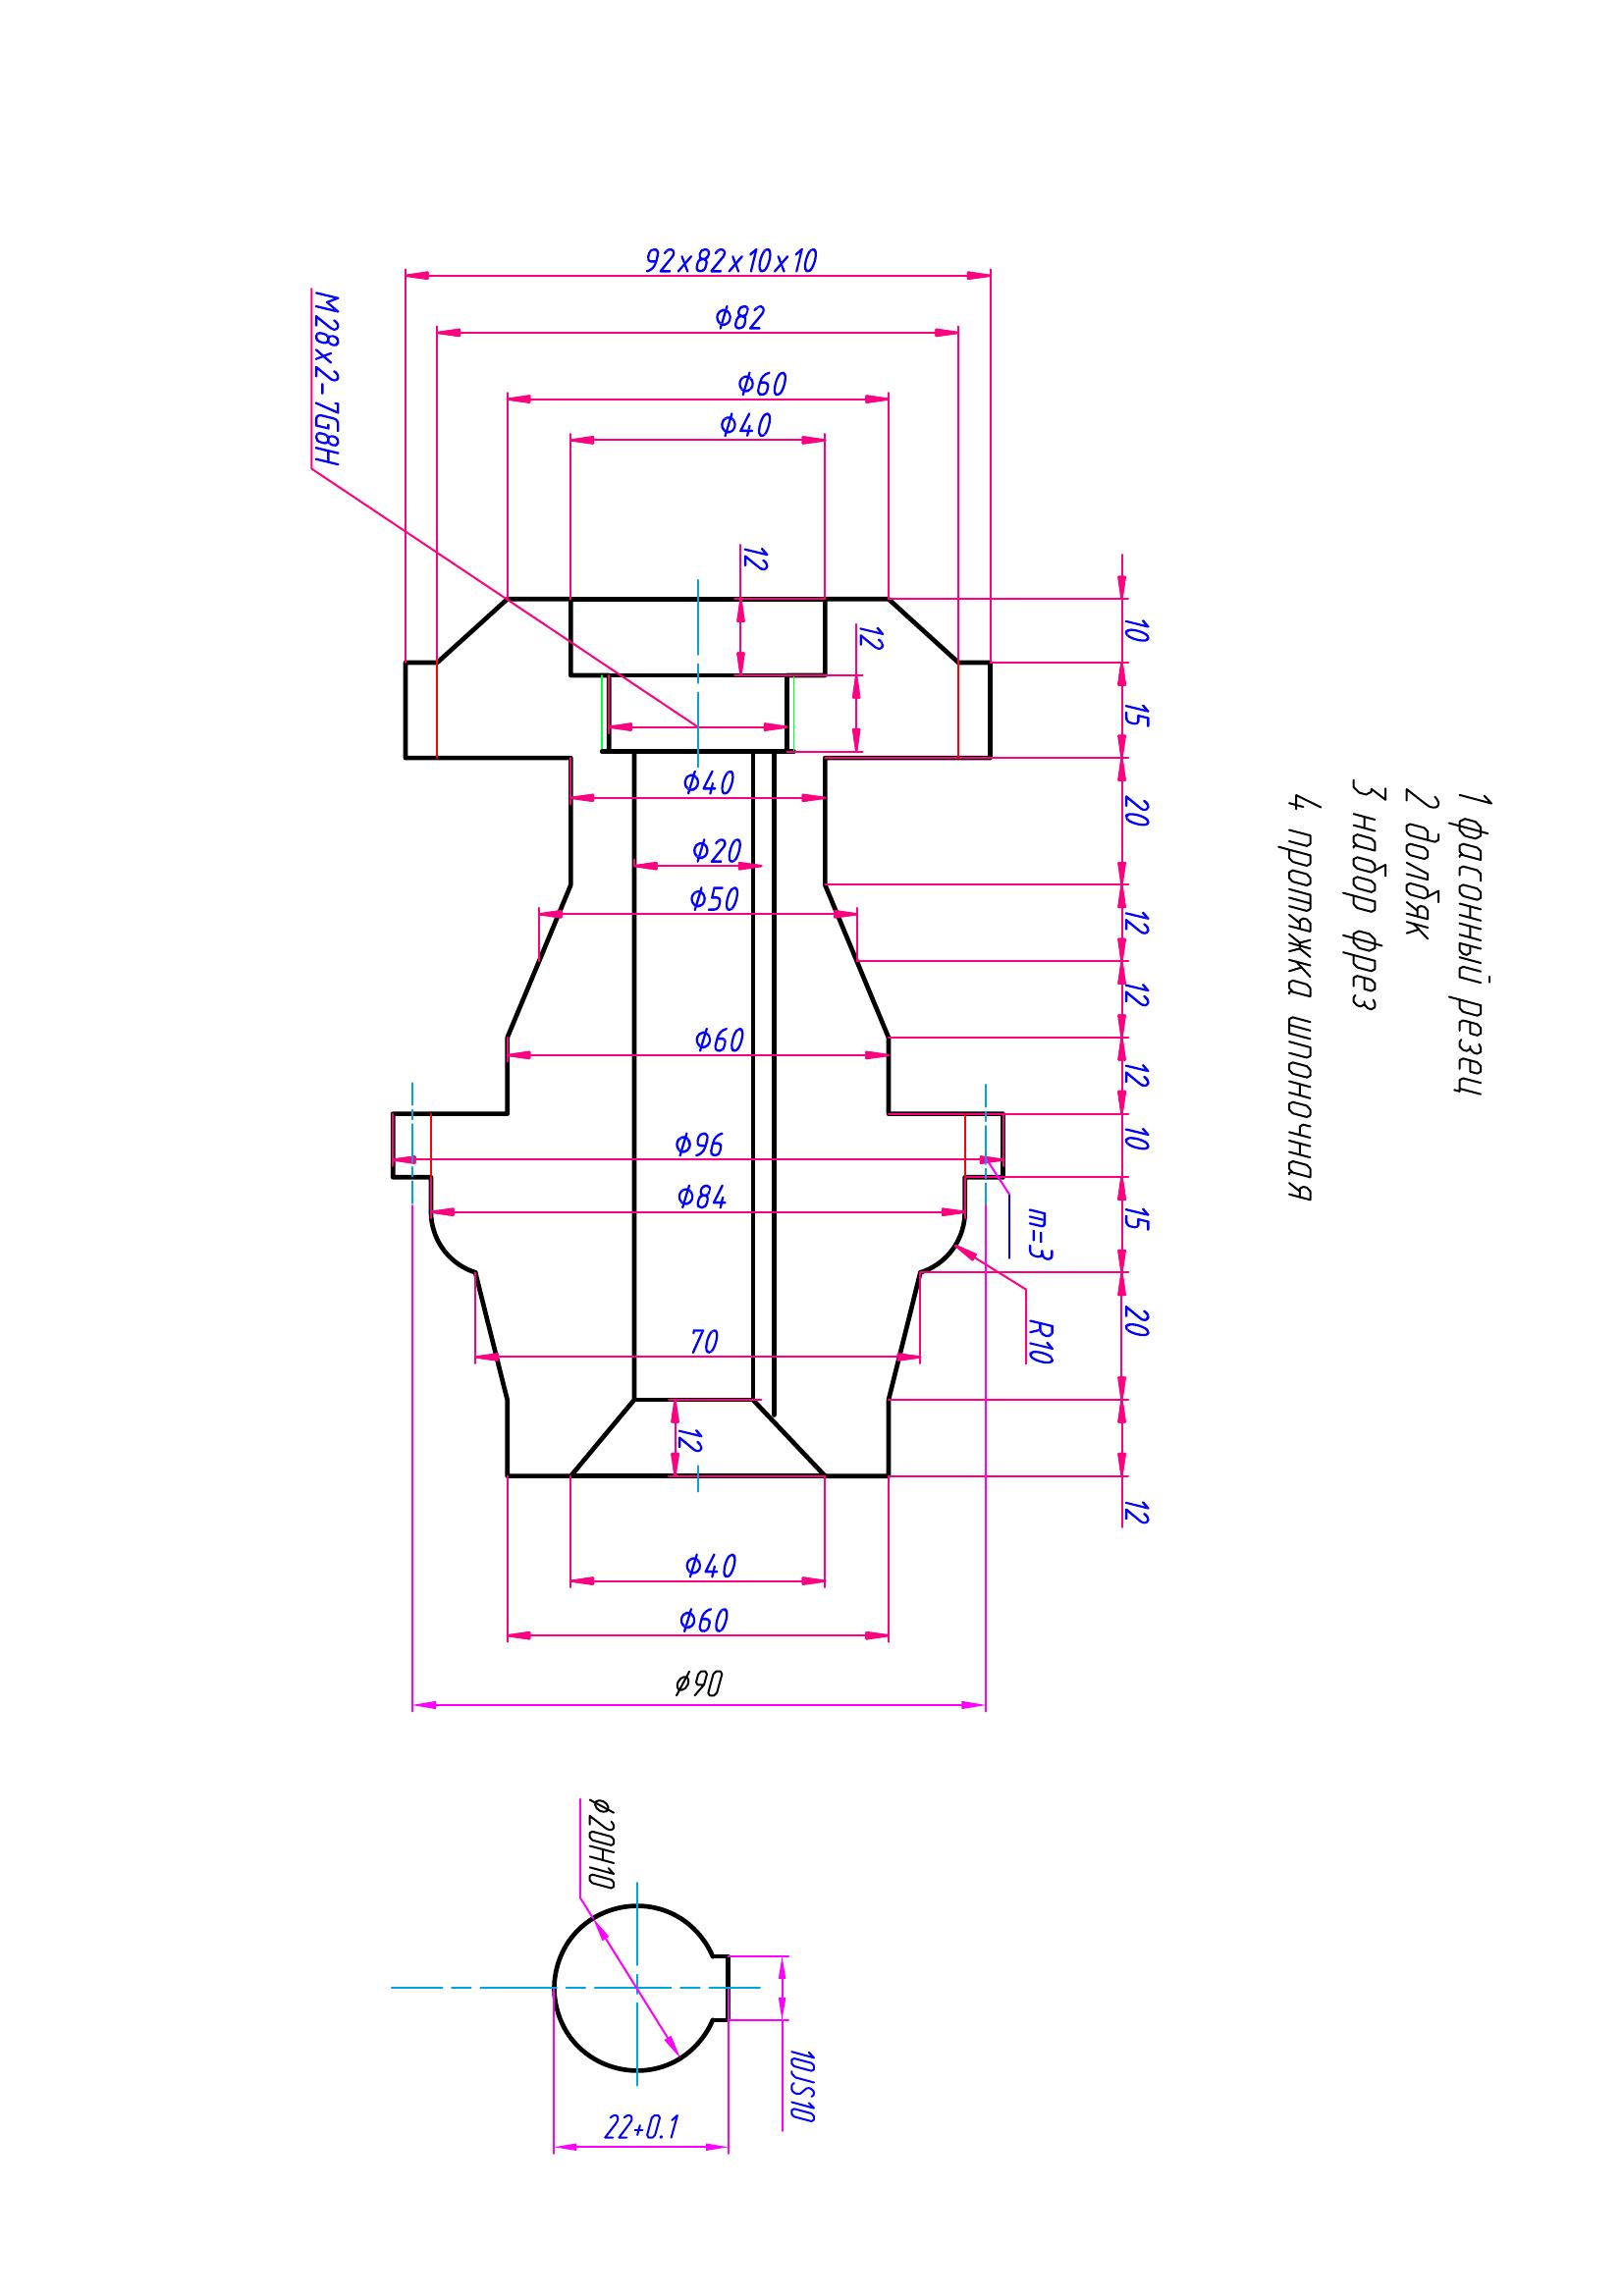 92x82x10x10
ϕ82
ϕ60
ϕ40
M28x2-7G8H
12
12
10
15
20
12
12
12
10
15
20
12
ϕ40
ϕ20
ϕ50
ϕ60
ϕ96
ϕ84
70
12
m=3
R10
ϕ40
ϕ60
ϕ90
1 фасонный резец
2 долбяк
3 набор фрез
4 протяжка шпоночная
ϕ20H10
10JS10
22+0.1